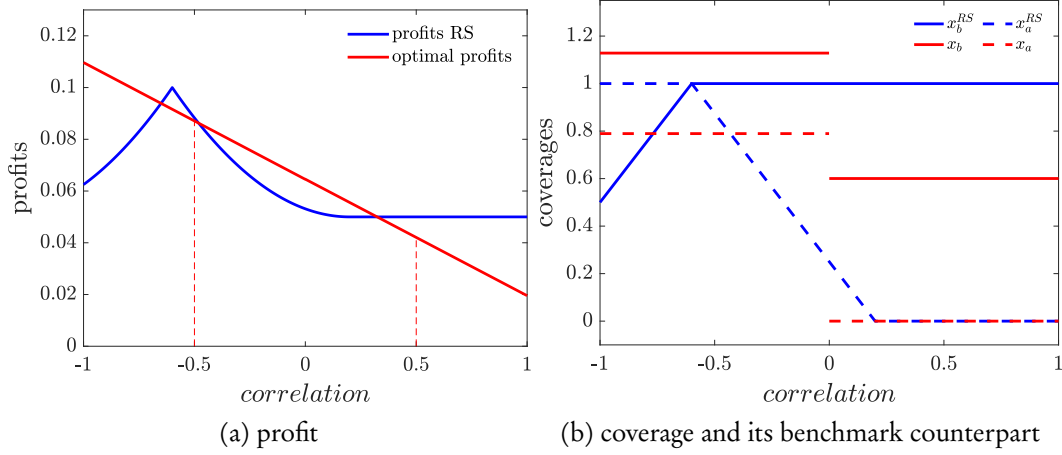 0.12
0.1
0.08
0.06
0.04
0.02
0
profits
profits RS
optimal profits
-1
-0.5
0
0.5
1
correlation
(a) profit
1.2
1
0.8
0.6
0.4
0.2
0
coverages
x_b^{RS}
x_a^{RS}
x_b
x_a
-1
-0.5
0
0.5
1
correlation
(b) coverage and its benchmark counterpart